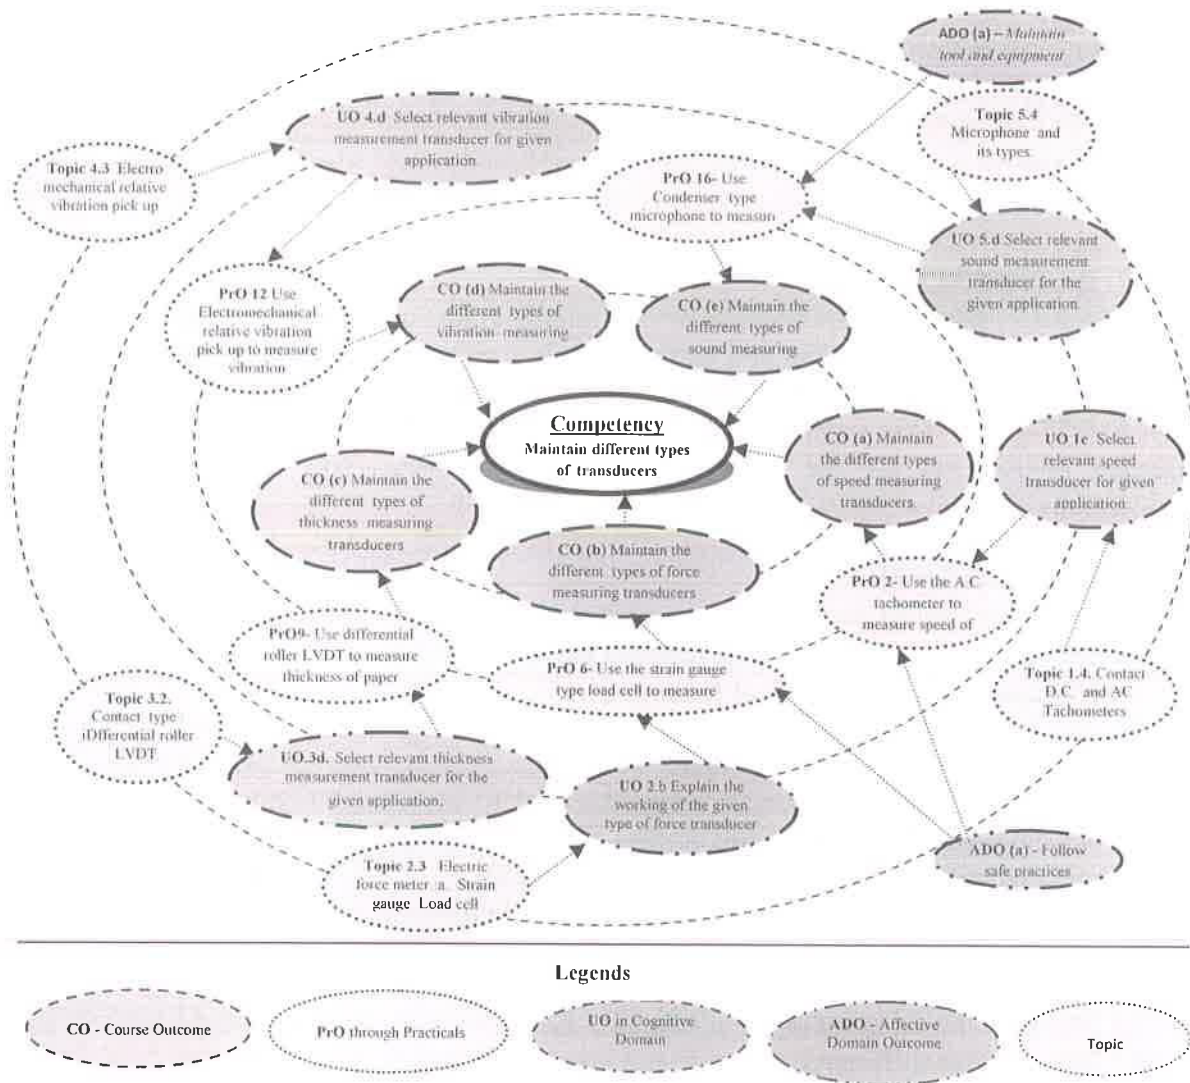 ADO (a) – Maintain
tool and equipment
Topic 5.4
Microphone and
its types.
UO 4.d Select relevant vibration
measurement transducer for given
application.
Topic 4.3 Electro
mechanical relative
vibration pick up
PrO 16- Use
Condenser type
microphone to measure
UO 5.d Select relevant
sound measurement
transducer for the
given application.
PrO 12 Use
Electromechanical
relative vibration
pick up to measure
vibration
CO (d) Maintain the
different types of
vibration measuring
CO (e) Maintain the
different types of
sound measuring
Competency
Maintain different types
of transducers
CO (a) Maintain
the different types
of speed measuring
transducers.
UO 1e Select
relevant speed
transducer for given
application.
CO (c) Maintain the
different types of
thickness measuring
transducers
CO (b) Maintain the
different types of force
measuring transducers
PrO 2- Use the A C
tachometer to
measure speed of
PrO9- Use differential
roller LVDT to measure
thickness of paper
PrO 6- Use the strain gauge
type load cell to measure
Topic 1.4. Contact
D.C. and AC
Tachometers
Topic 3.2.
Contact type
:Differential roller
LVDT
UO.3d. Select relevant thickness
measurement transducer for the
given application.
UO 2.b Explain the
working of the given
type of force transducer
ADO (a) - Follow
safe practices
Topic 2.3 Electric
force meter a. Strain
gauge Load cell
Legends
CO - Course Outcome
PrO through Practicals
UO in Cognitive
Domain
ADO - Affective
Domain Outcome
Topic